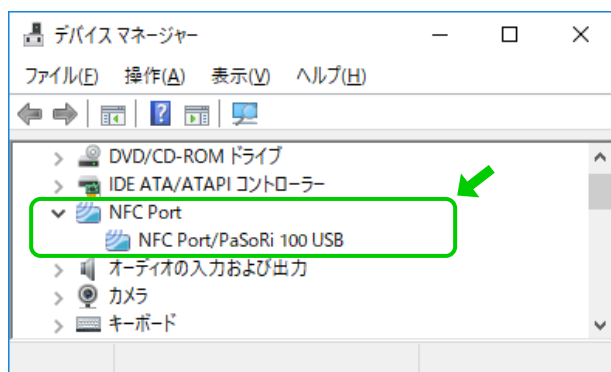 デバイス マネージャー
ファイル(F) 操作(A) 表示(V) ヘルプ(H)
DVD/CD-ROM ドライブ
IDE ATA/ATAPI コントローラー
NFC Port
NFC Port/PaSoRi 100 USB
オーディオの入力および出力
カメラ
キーボード